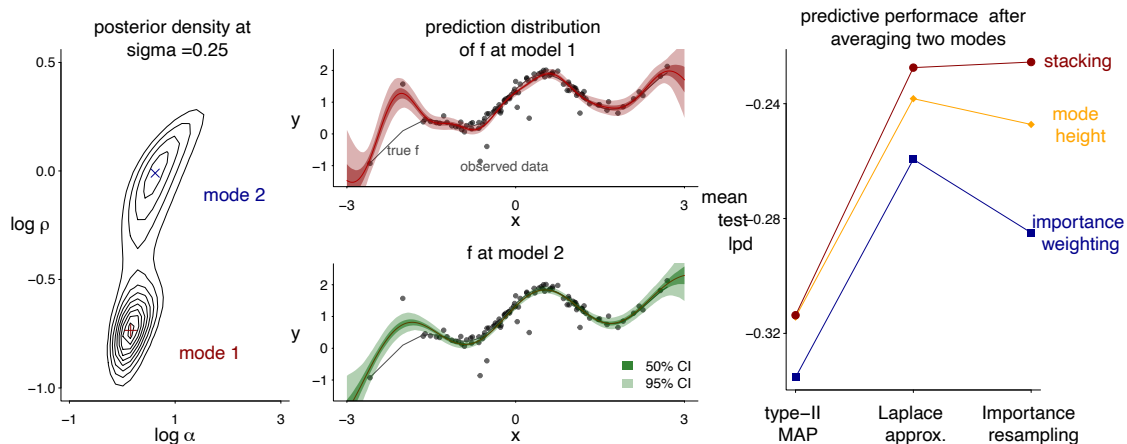 posterior density at
sigma =0.25
0.5
0.0
−0.5
−1.0
log ρ
mode 2
mode 1
−1
1
3
log α
prediction distribution
of f at model 1
2
1
0
−1
y
true f
observed data
−3
0
3
x
f at model 2
2
1
0
−1
y
50% CI
95% CI
−3
0
3
x
predictive performace after
averaging two modes
−0.24
−0.28
−0.32
mean
test
lpd
stacking
mode
height
importance
weighting
type−II
MAP
Laplace
approx.
Importance
resampling